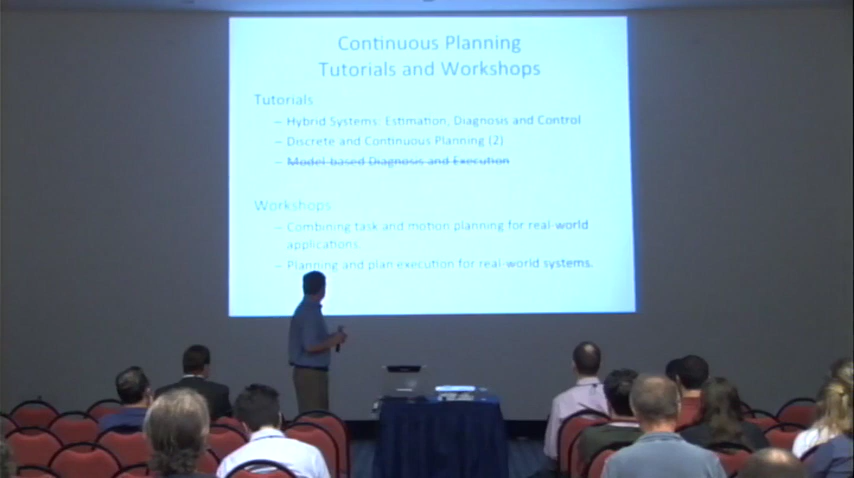 Continuous Planning
Tutorials and Workshops
Tutorials
– Hybrid Systems: Estimation, Diagnosis and Control
– Discrete and Continuous Planning (2)
– Model-based Diagnosis and Execution
Workshops:
– Combining task and motion planning for real-world
applications.
– Planning and plan execution for real-world systems.